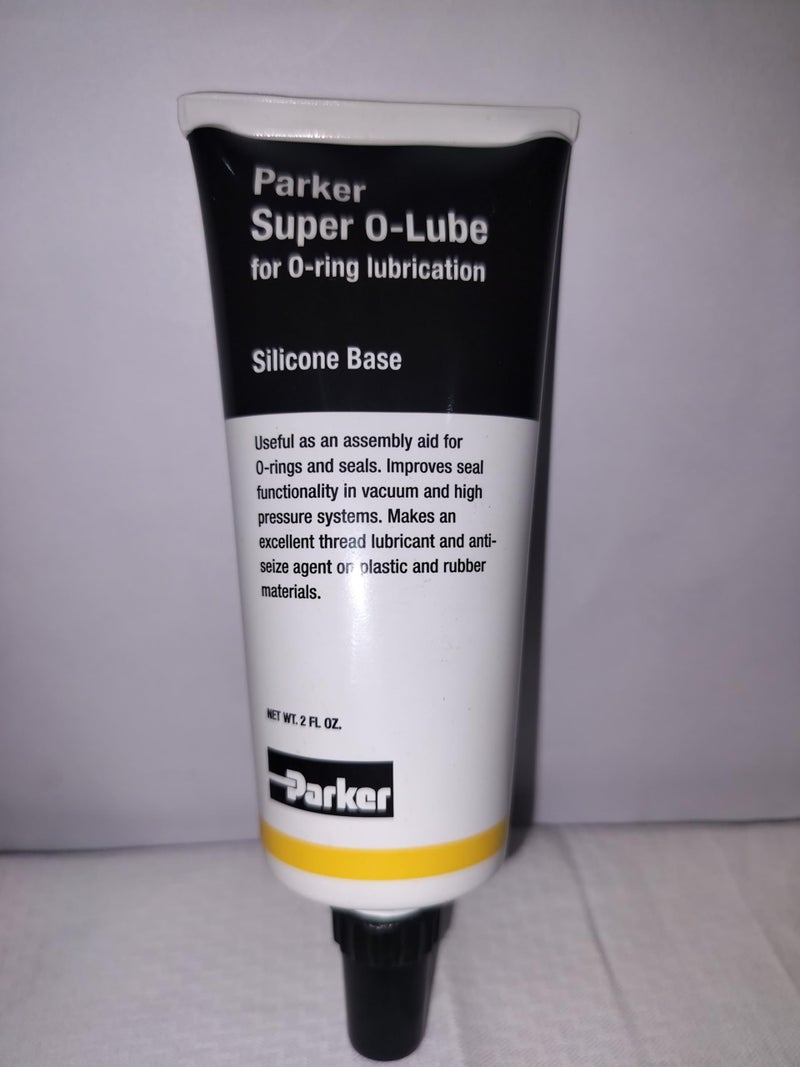 Parker
Super O-Lube
for O-ring lubrication
Silicone Base
Useful as an assembly aid for
O-rings and seals. Improves seal
functionality in vacuum and high
pressure systems. Makes an
excellent thread lubricant and anti-
seize agent on plastic and rubber
materials.
NET WT. 2 FL OZ.
Parker